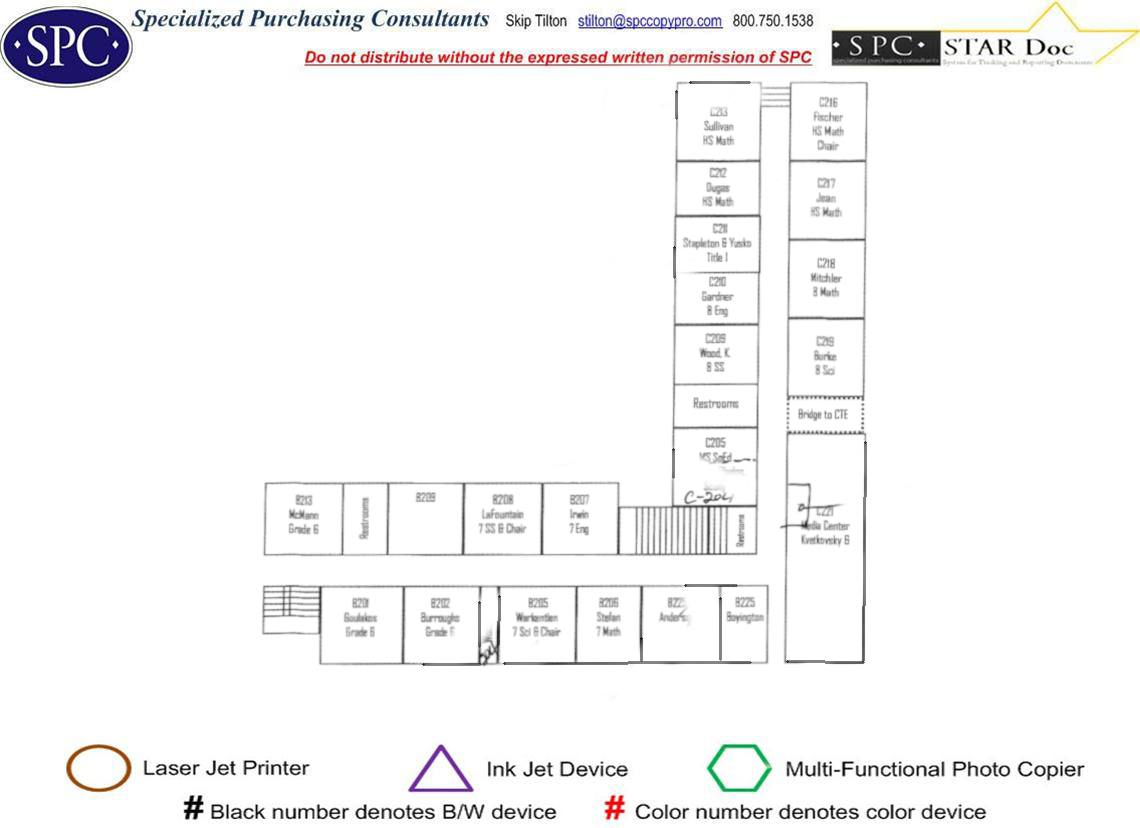 SPC
Specialized Purchasing Consultants Skip Tilton stilton@spccopypro.com 800.750.1538
Do not distribute without the expressed written permission of SPC
SPC STAR Doc
specialized purchasing consultants System for Tracking and Reporting Documents
C213
Sullivan
HS Math
C216
Fischer
HS Math
Chair
C212
Dugas
HS Math
C217
Jean
HS Math
C211
Stapleton & Yusko
Title I
C218
Mitchler
8 Math
C210
Gardner
8 Eng
C209
Wood, K.
8 SS
C219
Burke
8 Sci
Restrooms
Bridge to CTE
C205
MS SpEd
C-204
C221
Media Center
Kvetkovsky 6
B213
McMann
Grade 6
Restrooms
B209
B208
LaFountain
7 SS & Chair
B207
Irwin
7 Eng
Restrooms
B201
Goulakos
Grade 6
B202
Burroughs
Grade
B205
Warkentien
7 Sci & Chair
B206
Stefan
7 Math
B22
Anders
B225
Boyington
Laser Jet Printer
Ink Jet Device
Multi-Functional Photo Copier
# Black number denotes B/W device
# Color number denotes color device